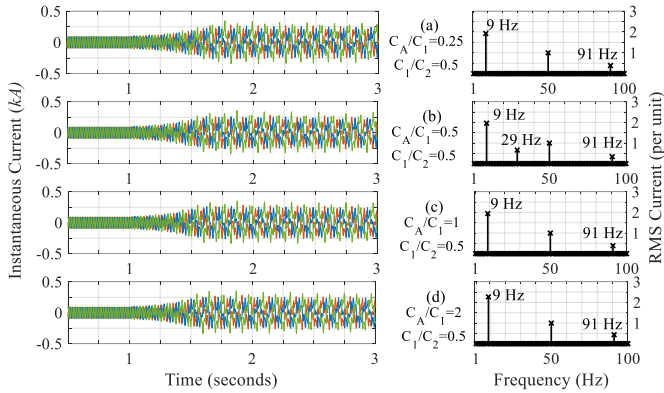 0.5
0
-0.5
1
2
3
(a)
C_A/C_1=0.25
C_1/C_2=0.5
9 Hz
91 Hz
3
2
1
1
50
100
0.5
0
-0.5
1
2
3
(b)
C_A/C_1=0.5
C_1/C_2=0.5
9 Hz
29 Hz
91 Hz
3
2
1
1
50
100
0.5
0
-0.5
1
2
3
(c)
C_A/C_1=1
C_1/C_2=0.5
9 Hz
91 Hz
3
2
1
1
50
100
0.5
0
-0.5
1
2
3
(d)
C_A/C_1=2
C_1/C_2=0.5
9 Hz
91 Hz
3
2
1
1
50
100
Instantaneous Current (kA)
RMS Current (per unit)
Time (seconds)
Frequency (Hz)